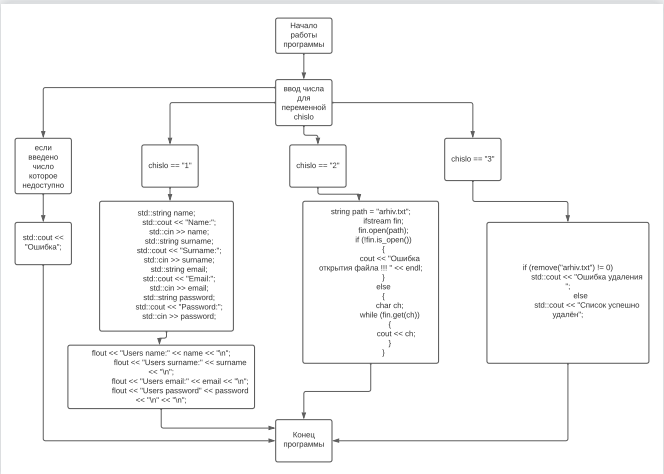 Начало
работы
программы
ввод числа
для
переменной
chislo
если
введено
число
которое
недоступно
chislo == "1"
chislo == "2"
chislo == "3"
std::cout <<
"Ошибка";
std::string name;
std::cout << "Name:";
std::cin >> name;
std::string surname;
std::cout << "Surname:";
std::cin >> surname;
std::string email;
std::cout << "Email:";
std::cin >> email;
std::string password;
std::cout << "Password:";
std::cin >> password;
string path = "arhiv.txt";
ifstream fin;
fin.open(path);
if (!fin.is_open())
{
cout << "Ошибка
открытия файла !!! " << endl;
}
else
{
char ch;
while (fin.get(ch))
{
cout << ch;
}
}
if (remove("arhiv.txt") != 0)
std::cout << "Ошибка удаления
";
else
std::cout << "Список успешно
удалён";
flout << "Users name:" << name << "\n";
flout << "Users surname:" << surname
<< "\n";
flout << "Users email:" << email << "\n";
flout << "Users password" << password
<< "\n" << "\n";
Конец
программы